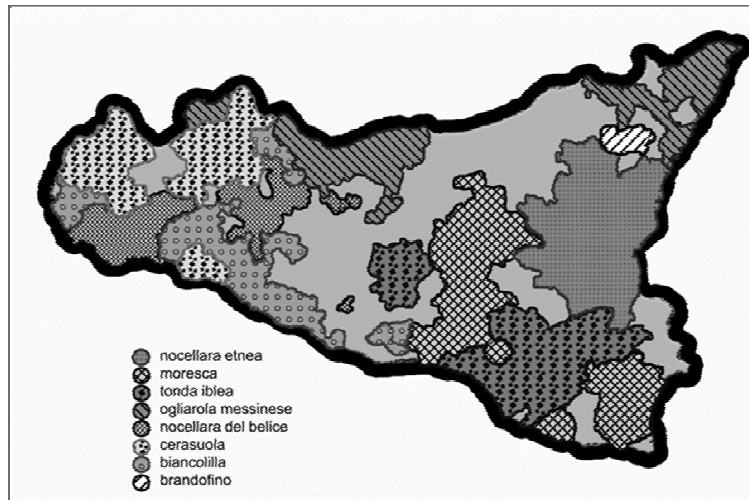 nocellara etnea
moresca
tonda iblea
ogliarola messinese
nocellara del belice
cerasuola
biancolilla
brandofino